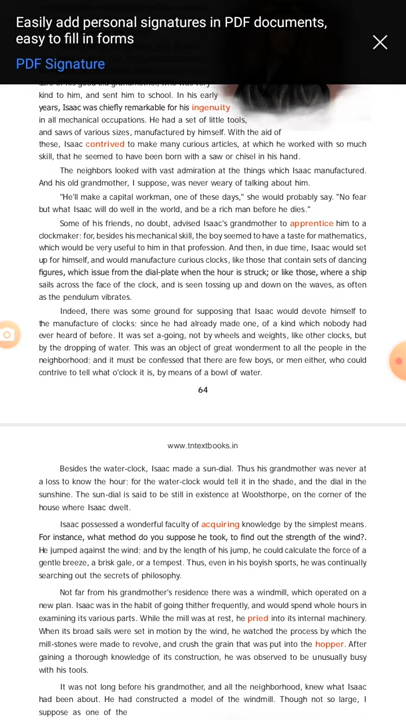 Easily add personal signatures in PDF documents,
easy to fill in forms
PDF Signature
kind to him, and sent him to school. In his early
years, Isaac was chiefly remarkable for his ingenuity
in all mechanical occupations. He had a set of little tools,
and saws of various sizes, manufactured by himself. With the aid of
these, Isaac contrived to make many curious articles, at which he worked with so much
skill, that he seemed to have been born with a saw or chisel in his hand.
The neighbors looked with vast admiration at the things which Isaac manufactured.
And his old grandmother, I suppose, was never weary of talking about him.
"He'll make a capital workman, one of these days," she would probably say. "No fear
but what Isaac will do well in the world, and be a rich man before he dies."
Some of his friends, no doubt, advised Isaac's grandmother to apprentice him to a
clockmaker: for, besides his mechanical skill, the boy seemed to have a taste for mathematics,
which would be very useful to him in that profession. And then, in due time, Isaac would set
up for himself, and would manufacture curious clocks, like those that contain sets of dancing
figures, which issue from the dial-plate when the hour is struck; or like those, where a ship
sails across the face of the clock, and is seen tossing up and down on the waves, as often
as the pendulum vibrates.
Indeed, there was some ground for supposing that Isaac would devote himself to
the manufacture of clocks: since he had already made one, of a kind which nobody had
ever heard of before. It was set a-going, not by wheels and weights, like other clocks, but
by the dropping of water. This was an object of great wonderment to all the people in the
neighborhood: and it must be confessed that there are few boys, or men either, who could
contrive to tell what o'clock it is, by means of a bowl of water.
64
www.tntextbooks.in
Besides the water-clock, Isaac made a sun-dial. Thus his grandmother was never at
a loss to know the hour: for the water-clock would tell it in the shade, and the dial in the
sunshine. The sun-dial is said to be still in existence at Woolsthorpe, on the corner of the
house where Isaac dwelt.
Isaac possessed a wonderful faculty of acquiring knowledge by the simplest means.
For instance, what method do you suppose he took, to find out the strength of the wind?.
He jumped against the wind: and by the length of his jump, he could calculate the force of a
gentle breeze, a brisk gale, or a tempest. Thus, even in his boyish sports, he was continually
searching out the secrets of philosophy.
Not far from his grandmother's residence there was a windmill, which operated on a
new plan. Isaac was in the habit of going thither frequently, and would spend whole hours in
examining its various parts. While the mill was at rest, he pried into its internal machinery.
When its broad sails were set in motion by the wind, he watched the process by which the
mill-stones were made to revolve, and crush the grain that was put into the hopper. After
gaining a thorough knowledge of its construction, he was observed to be unusually busy
with his tools.
It was not long before his grandmother, and all the neighborhood, knew what Isaac
had been about. He had constructed a model of the windmill. Though not so large, I
suppose as one of the